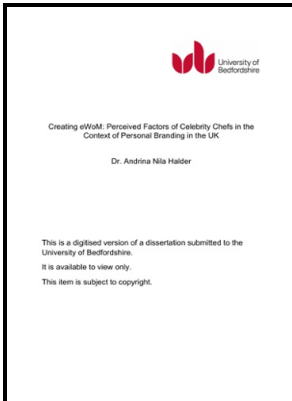 University of
Bedfordshire
Creating eWoM: Perceived Factors of Celebrity Chefs in the
Context of Personal Branding in the UK
Dr. Andrina Nila Halder
This is a digitised version of a dissertation submitted to the
University of Bedfordshire.
It is available to view only.
This item is subject to copyright.